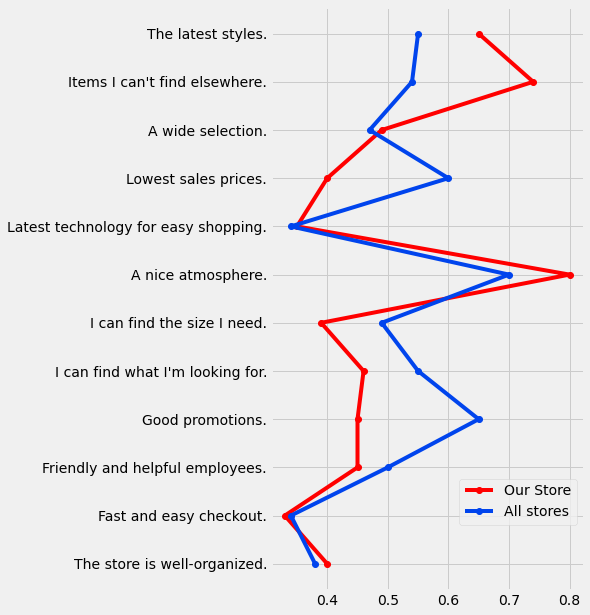 The latest styles.
Items I can't find elsewhere.
A wide selection.
Lowest sales prices.
Latest technology for easy shopping.
A nice atmosphere.
I can find the size I need.
I can find what I'm looking for.
Good promotions.
Friendly and helpful employees.
Fast and easy checkout.
The store is well-organized.
Our Store
All stores
0.4 0.5 0.6 0.7 0.8